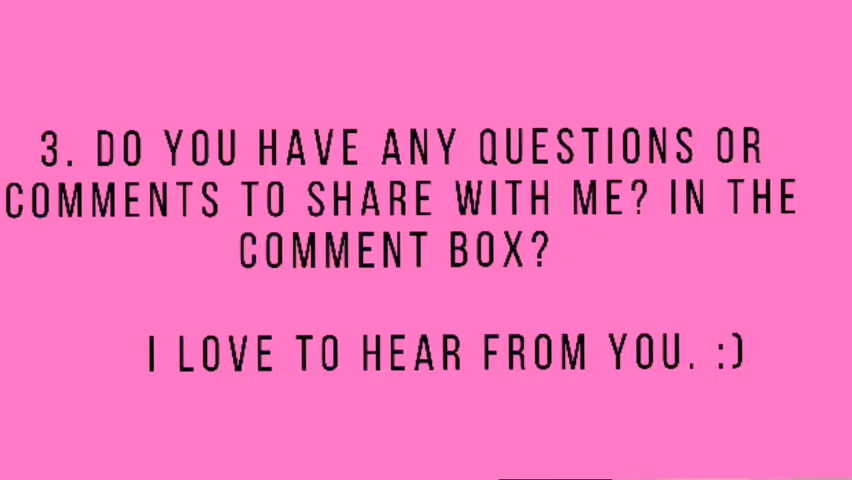 3. DO YOU HAVE ANY QUESTIONS OR
COMMENTS TO SHARE WITH ME? IN THE
COMMENT BOX?
I LOVE TO HEAR FROM YOU. :)